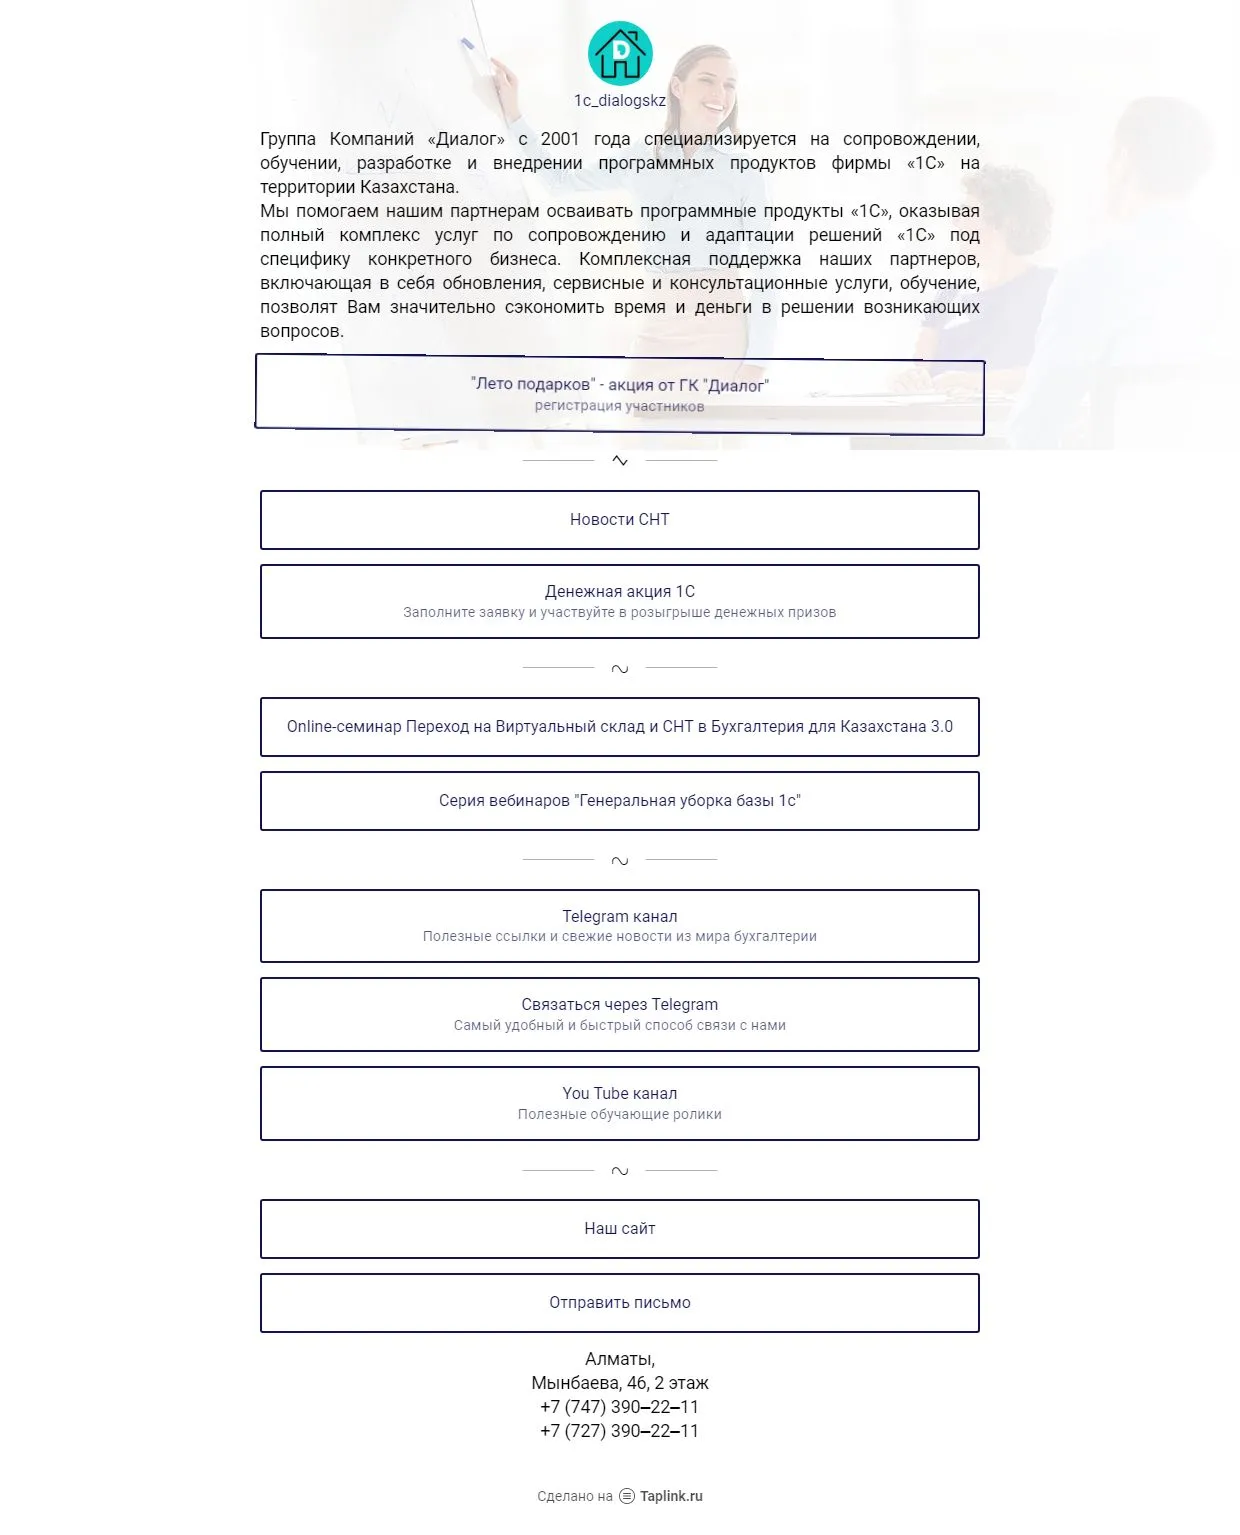 D
1c_dialogskz
Группа Компаний «Диалог» с 2001 года специализируется на сопровождении,
обучении, разработке и внедрении программных продуктов фирмы «1С» на
территории Казахстана.
Мы помогаем нашим партнерам осваивать программные продукты «1С», оказывая
полный комплекс услуг по сопровождению и адаптации решений «1С» под
специфику конкретного бизнеса. Комплексная поддержка наших партнеров,
включающая в себя обновления, сервисные и консультационные услуги, обучение,
позволят Вам значительно сэкономить время и деньги в решении возникающих
вопросов.
"Лето подарков" - акция от ГК "Диалог"
регистрация участников
Новости СНТ
Денежная акция 1С
Заполните заявку и участвуйте в розыгрыше денежных призов
Online-семинар Переход на Виртуальный склад и СНТ в Бухгалтерия для Казахстана 3.0
Серия вебинаров "Генеральная уборка базы 1с"
Telegram канал
Полезные ссылки и свежие новости из мира бухгалтерии
Связаться через Telegram
Самый удобный и быстрый способ связи с нами
You Tube канал
Полезные обучающие ролики
Наш сайт
Отправить письмо
Алматы,
Мынбаева, 46, 2 этаж
+7 (747) 390‒22‒11
+7 (727) 390‒22‒11
Сделано на Taplink.ru